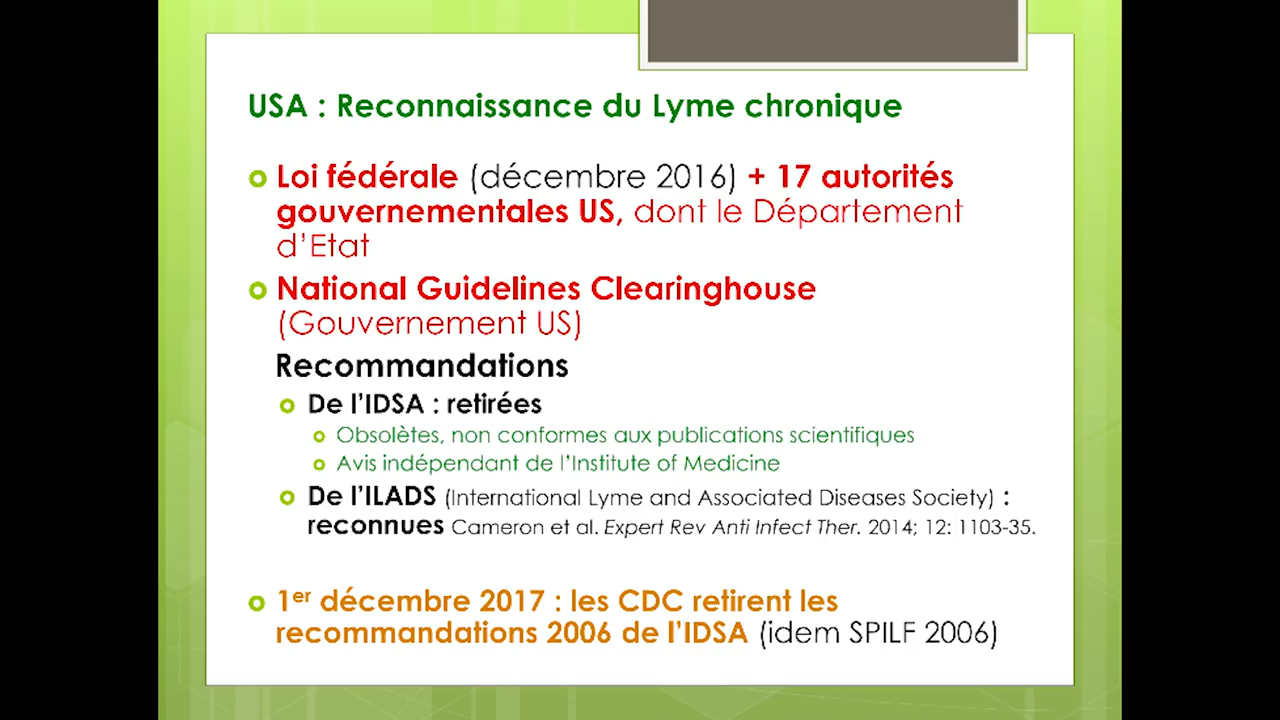 USA : Reconnaissance du Lyme chronique
Loi fédérale (décembre 2016) + 17 autorités
gouvernementales US, dont le Département
d'Etat
National Guidelines Clearinghouse
(Gouvernement US)
Recommandations
De l'IDSA : retirées
Obsolètes, non conformes aux publications scientifiques
Avis indépendant de l'Institute of Medicine
De l'ILADS (International Lyme and Associated Diseases Society) :
reconnues Cameron et al. Expert Rev Anti Infect Ther. 2014; 12: 1103-35.
1er décembre 2017 : les CDC retirent les
recommandations 2006 de l'IDSA (idem SPILF 2006)